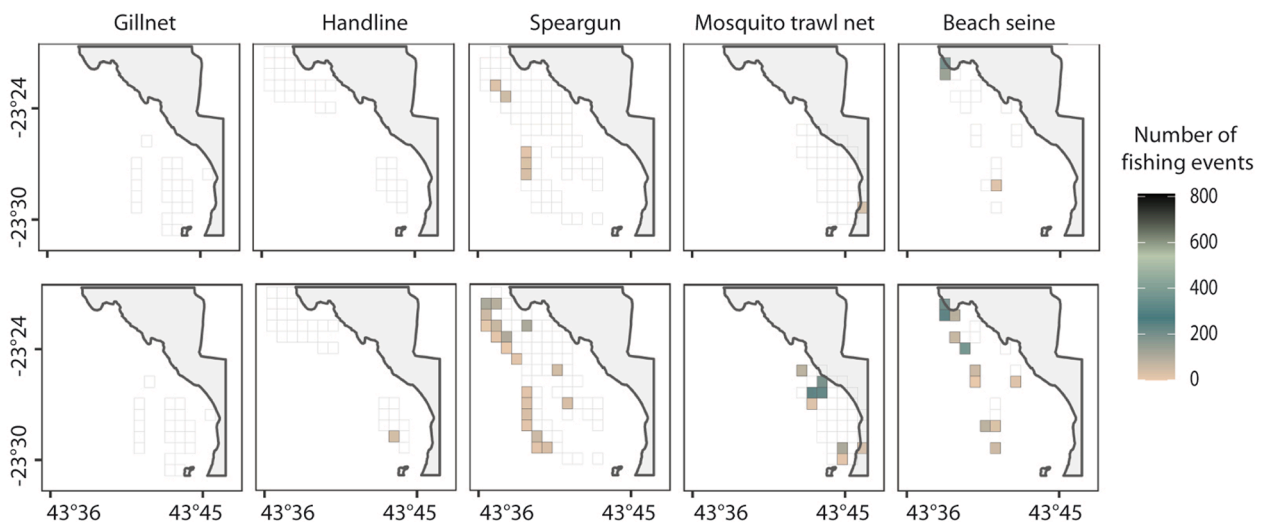 Gillnet Handline Speargun Mosquito trawl net Beach seine
-23°24
-23°30
Number of
fishing events
800
600
400
200
0
-23°24
-23°30
43°36 43°45 43°36 43°45 43°36 43°45 43°36 43°45 43°36 43°45